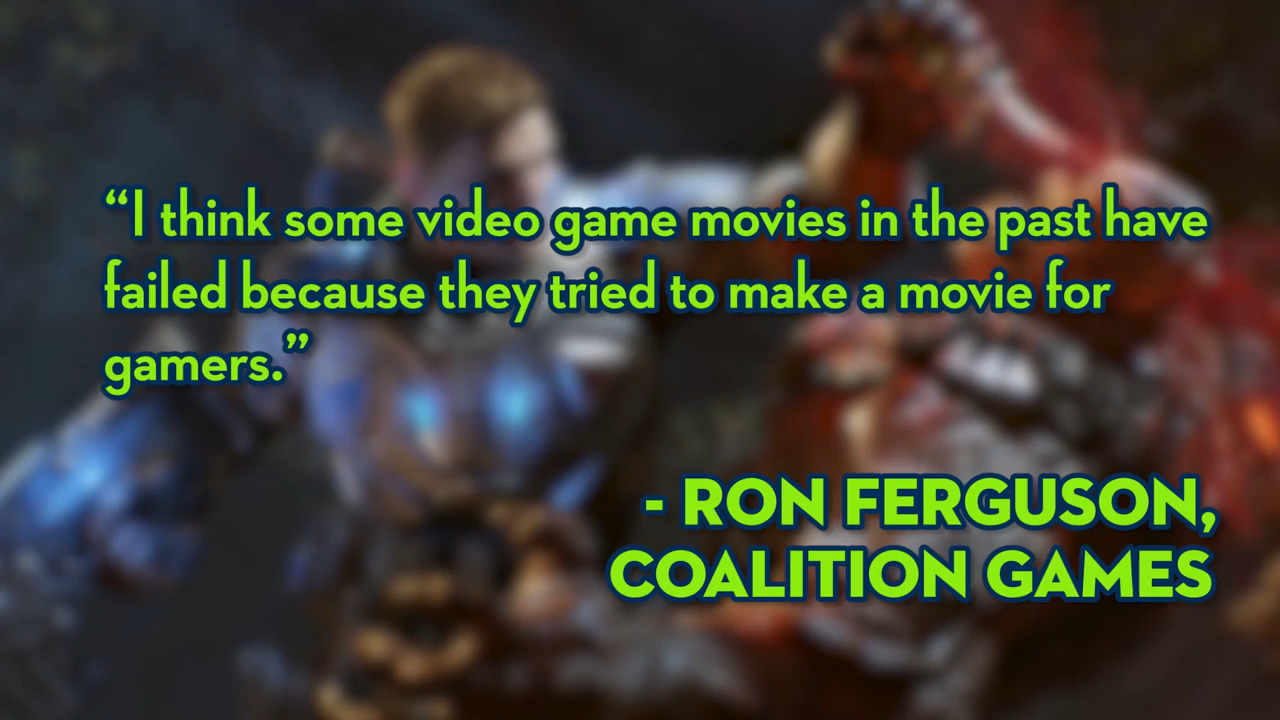 “I think some video game movies in the past have
failed because they tried to make a movie for
gamers.”
- RON FERGUSON,
COALITION GAMES